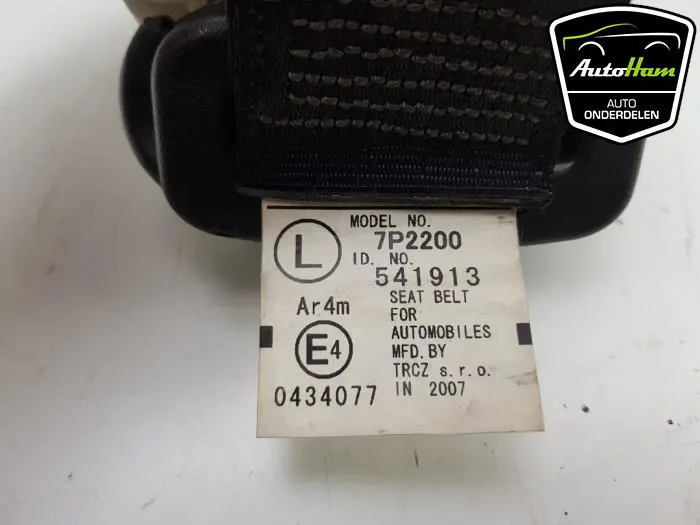 AutoHam
AUTO
ONDERDELEN
MODEL NO.
7P2200
L
ID. NO.
541913
Ar4m
SEAT BELT
FOR
AUTOMOBILES
E4
MFD. BY
TRCZ s.r.o.
0434077
IN 2007